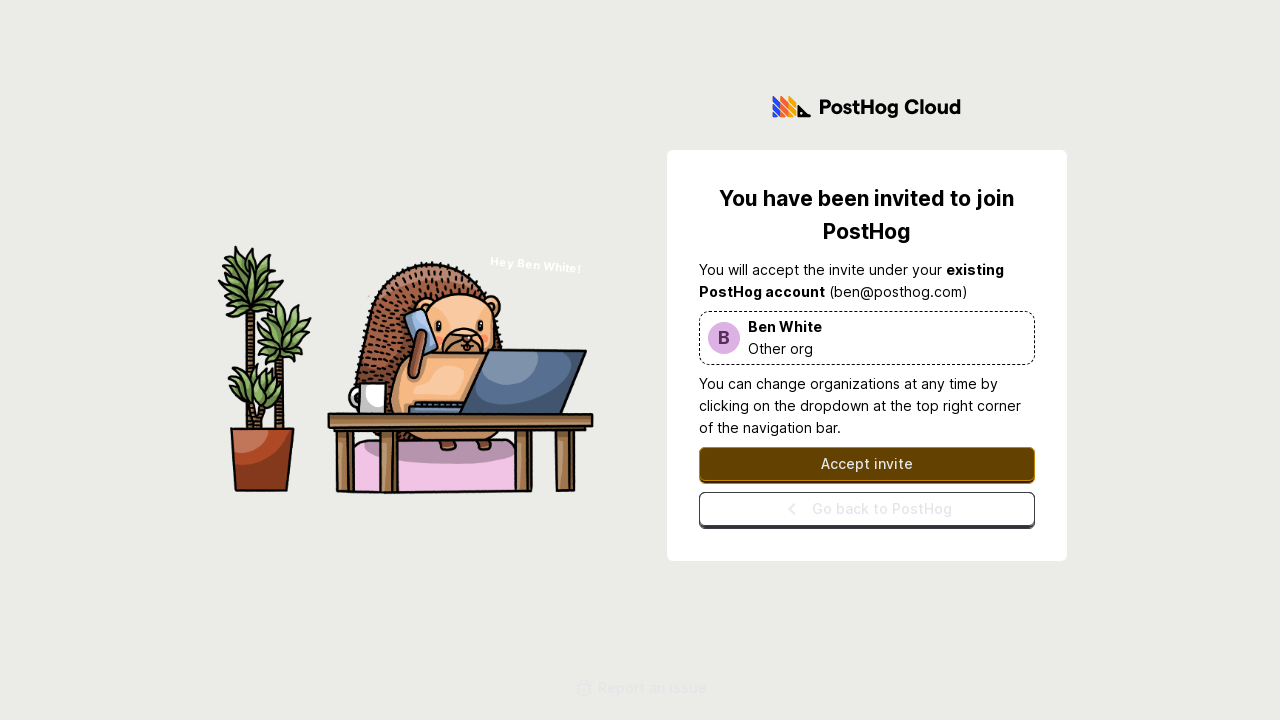 PostHog Cloud
You have been invited to join
PostHog
Hey Ben White!
You will accept the invite under your existing
PostHog account (ben@posthog.com)
B
Ben White
Other org
You can change organizations at any time by
clicking on the dropdown at the top right corner
of the navigation bar.
Accept invite
Go back to PostHog
Report an issue